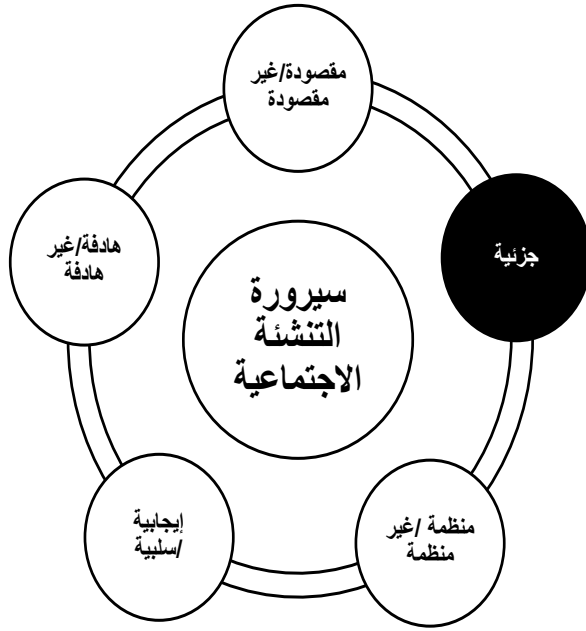 مقصودة/غير
مقصودة
جزئية
منظمة /غير
منظمة
إيجابية
/سلبية
هادفة/غير
هادفة
سيرورة
التنشئة
الاجتماعية